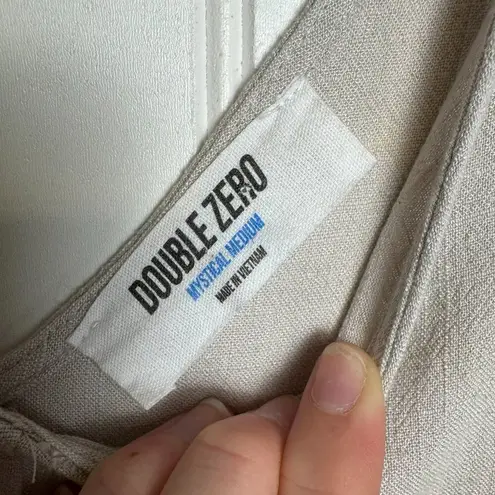 DOUBLE ZERO
MYSTICAL MEDIUM
MADE IN VIETNAM